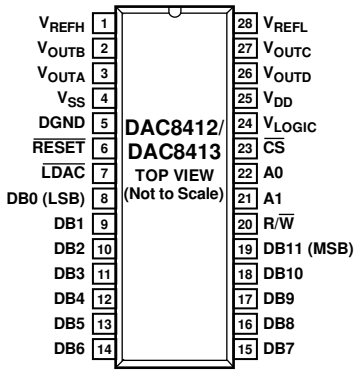 VREFH 1
VOUTB 2
VOUTA 3
VSS 4
DGND 5
RESET 6
LDAC 7
DB0 (LSB) 8
DB1 9
DB2 10
DB3 11
DB4 12
DB5 13
DB6 14
DAC8412/
DAC8413
TOP VIEW
(Not to Scale)
28 VREFL
27 VOUTC
26 VOUTD
25 VDD
24 VLOGIC
23 CS
22 A0
21 A1
20 R/W
19 DB11 (MSB)
18 DB10
17 DB9
16 DB8
15 DB7